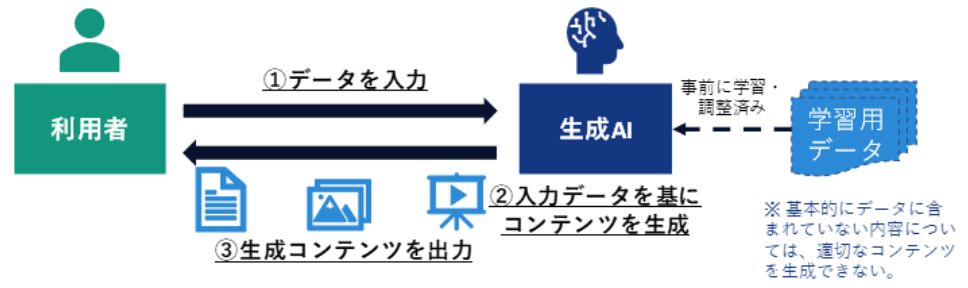 ①データを入力
利用者
生成AI
事前に学習・
調整済み
学習用
データ
②入力データを基に
コンテンツを生成
③生成コンテンツを出力
※ 基本的にデータに含
まれていない内容につい
ては、適切なコンテンツ
を生成できない。